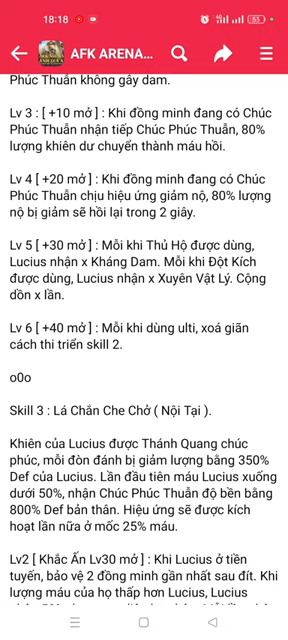 18:18
53
AFK ARENA...
Phúc Thuẫn không gây dam.
Lv 3 : [ +10 mở ] : Khi đồng minh đang có Chúc
Phúc Thuẫn nhận tiếp Chúc Phúc Thuẫn, 80%
lượng khiên dư chuyển thành máu hồi.
Lv 4 [ +20 mở ] : Khi đồng minh đang có Chúc
Phúc Thuẫn chịu hiệu ứng giảm nộ, 80% lượng
nộ bị giảm sẽ hồi lại trong 2 giây.
Lv 5 [ +30 mở ] : Mỗi khi Thủ Hộ được dùng,
Lucius nhận x Kháng Dam. Mỗi khi Đột Kích
được dùng, Lucius nhận x Xuyên Vật Lý. Cộng
dồn x lần.
Lv 6 [ +40 mở ] : Mỗi khi dùng ulti, xoá giãn
cách thi triển skill 2.
o0o
Skill 3 : Lá Chắn Che Chở ( Nội Tại ).
Khiên của Lucius được Thánh Quang chúc
phúc, mỗi đòn đánh bị giảm lượng bằng 350%
Def của Lucius. Lần đầu tiên máu Lucius xuống
dưới 50%, nhận Chúc Phúc Thuẫn độ bền bằng
800% Def bản thân. Hiệu ứng sẽ được kích
hoạt lần nữa ở mốc 25% máu.
Lv2 [ Khắc Ấn Lv30 mở ] : Khi Lucius ở tiền
tuyến, bảo vệ 2 đồng minh gần nhất sau đít. Khi
lượng máu của họ thấp hơn Lucius, Lucius